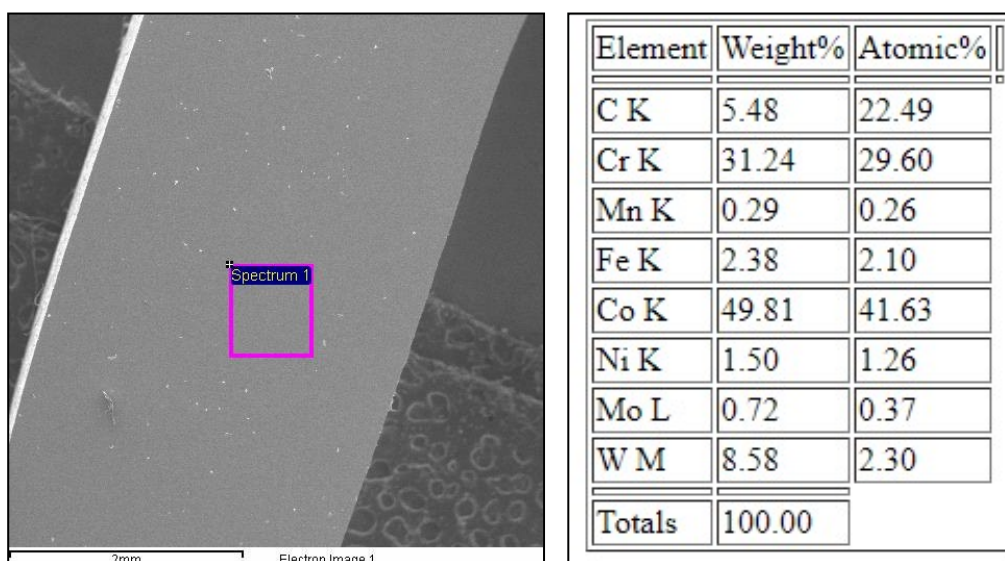 Spectrum 1
2mm
Electron Image 1
Element Weight% Atomic%
C K 5.48 22.49
Cr K 31.24 29.60
Mn K 0.29 0.26
Fe K 2.38 2.10
Co K 49.81 41.63
Ni K 1.50 1.26
Mo L 0.72 0.37
W M 8.58 2.30
Totals 100.00